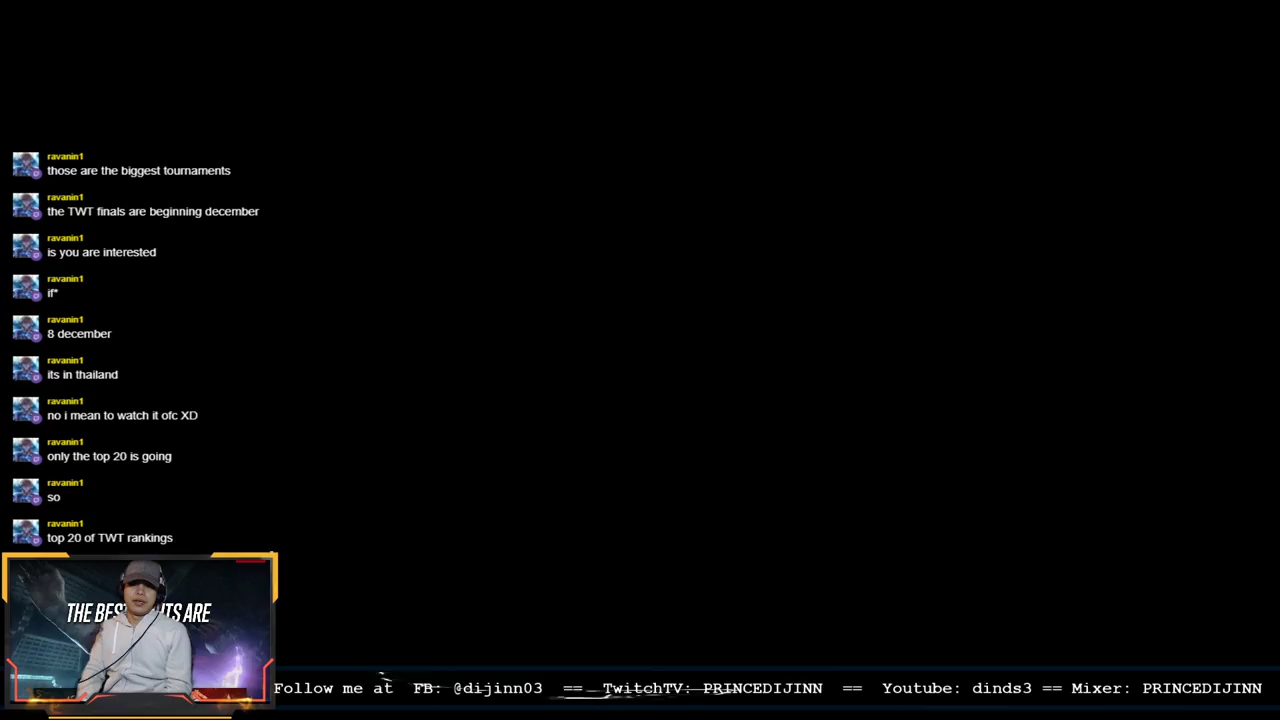 ravanin1
those are the biggest tournaments
ravanin1
the TWT finals are beginning december
ravanin1
is you are interested
ravanin1
if*
ravanin1
8 december
ravanin1
its in thailand
ravanin1
no i mean to watch it ofc XD
ravanin1
only the top 20 is going
ravanin1
so
ravanin1
top 20 of TWT rankings
THE BEST ARE
Follow me at FB: @dijinn03 == TwitchTV: PRINCEDIJINN == Youtube: dinds3 == Mixer: PRINCEDIJINN